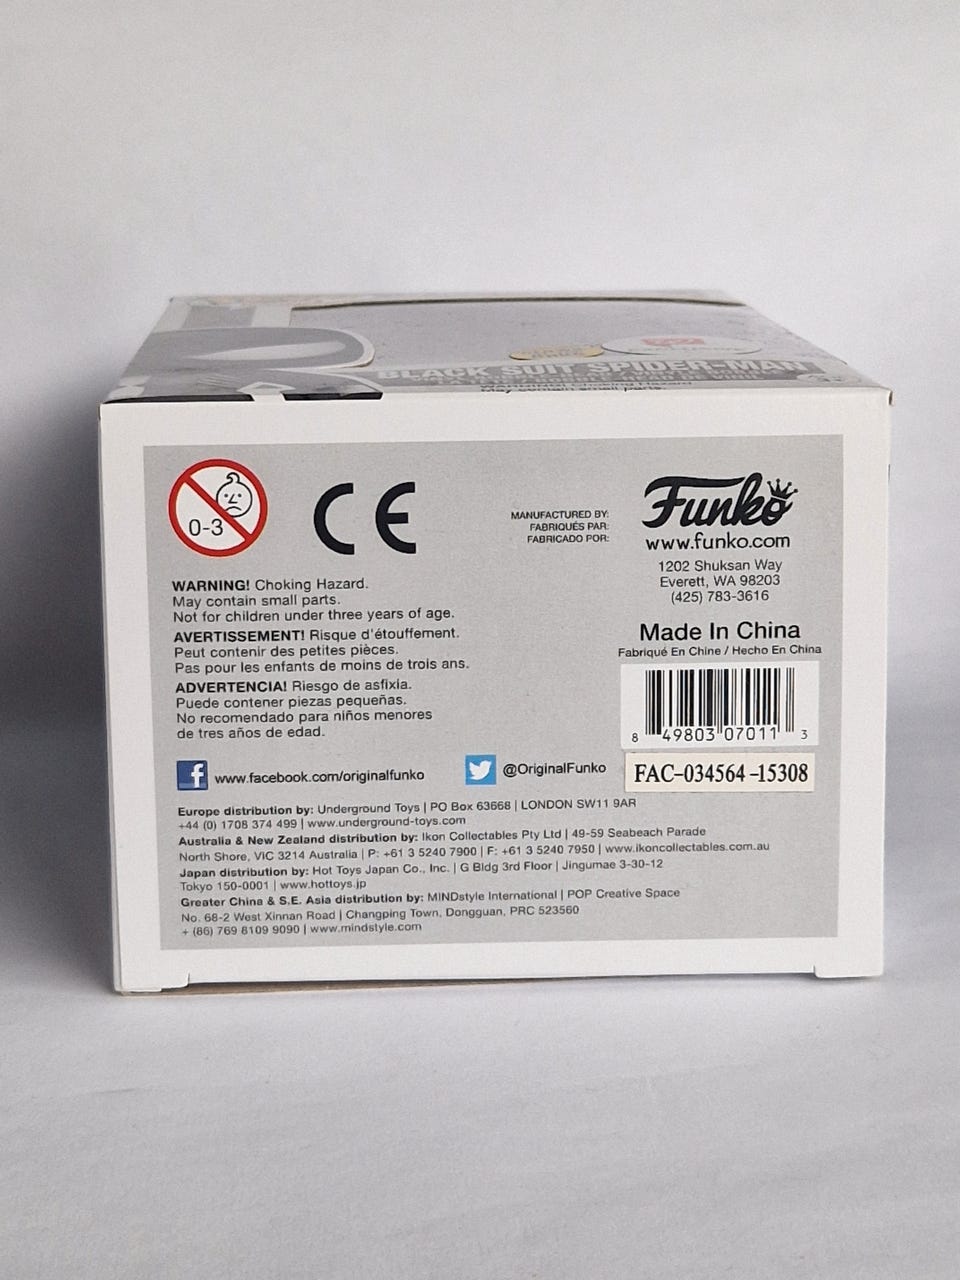 BLACK SUIT SPIDER-MAN
WARNING: Choking Hazard
May contain small parts.
0-3
CE
MANUFACTURED BY:
FABRIQUÉS PAR:
FABRICADO POR:
Funko
www.funko.com
1202 Shuksan Way
Everett, WA 98203
(425) 783-3616
Made In China
Fabriqué En Chine / Hecho En China
8 49803 07011 3
FAC-034564 -15308
WARNING! Choking Hazard.
May contain small parts.
Not for children under three years of age.
AVERTISSEMENT! Risque d'étouffement.
Peut contenir des petites pièces.
Pas pour les enfants de moins de trois ans.
ADVERTENCIA! Riesgo de asfixia.
Puede contener piezas pequeñas.
No recomendado para niños menores
de tres años de edad.
www.facebook.com/originalfunko
@OriginalFunko
Europe distribution by: Underground Toys | PO Box 63668 | LONDON SW11 9AR
+44 (0) 1708 374 499 | www.underground-toys.com
Australia & New Zealand distribution by: Ikon Collectables Pty Ltd | 49-59 Seabeach Parade
North Shore, VIC 3214 Australia | P: +61 3 5240 7900 | F: +61 3 5240 7950 | www.ikoncollectables.com.au
Japan distribution by: Hot Toys Japan Co., Inc. | G Bldg 3rd Floor | Jingumae 3-30-12
Tokyo 150-0001 | www.hottoys.jp
Greater China & S.E. Asia distribution by: MINDstyle International | POP Creative Space
No. 68-2 West Xinnan Road | Changping Town, Dongguan, PRC 523560
+ (86) 769 8109 9090 | www.mindstyle.com